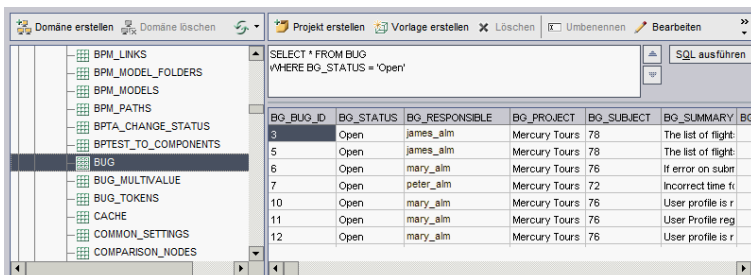 Domäne erstellen Domäne löschen
Projekt erstellen Vorlage erstellen Löschen Umbenennen Bearbeiten »
BPM_LINKS
BPM_MODEL_FOLDERS
BPM_MODELS
BPM_PATHS
BPTA_CHANGE_STATUS
BPTEST_TO_COMPONENTS
BUG
BUG_MULTIVALUE
BUG_TOKENS
CACHE
COMMON_SETTINGS
COMPARISON_NODES
SELECT * FROM BUG
WHERE BG_STATUS = 'Open'
SQL ausführen
BG_BUG_ID BG_STATUS BG_RESPONSIBLE BG_PROJECT BG_SUBJECT BG_SUMMARY BG
3 Open james_alm Mercury Tours 78 The list of flight
5 Open james_alm Mercury Tours 78 The list of flight
6 Open mary_alm Mercury Tours 76 If error on subm
7 Open peter_alm Mercury Tours 72 Incorrect time fo
10 Open mary_alm Mercury Tours 76 User profile is r
11 Open mary_alm Mercury Tours 76 User Profile reg
12 Open mary_alm Mercury Tours 76 User profile is r